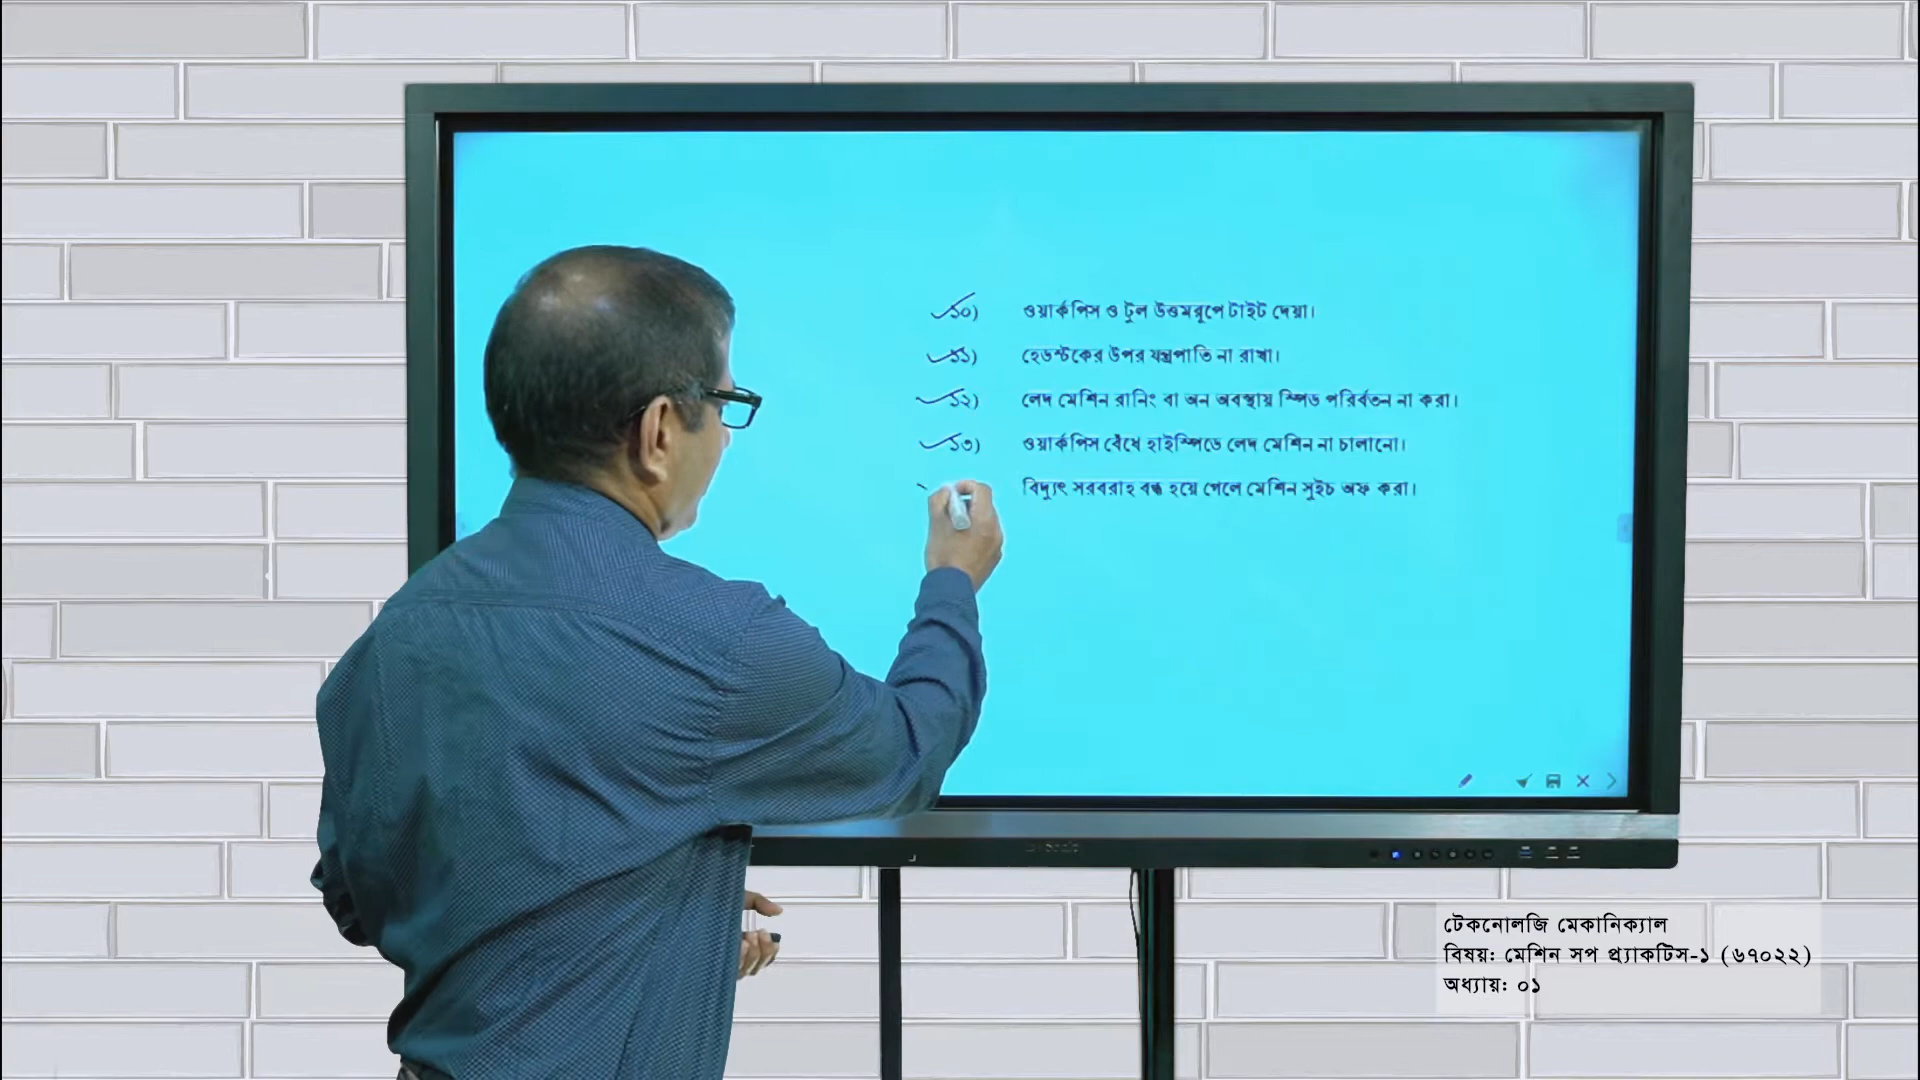 ১০) ওয়ার্কপিস ও টুল উত্তমরূপে টাইট দেয়া।
১১) হেডস্টকের উপর যন্ত্রপাতি না রাখা।
১২) লেদ মেশিন রানিং বা অন অবস্থায় স্পিড পরিবর্তন না করা।
১৩) ওয়ার্কপিস বেঁধে হাইস্পিডে লেদ মেশিন না চালানো।
বিদ্যুৎ সরবরাহ বন্ধ হয়ে গেলে মেশিন সুইচ অফ করা।
টেকনোলজি মেকানিক্যাল
বিষয়: মেশিন সপ প্র্যাকটিস-১ (৬৭০২২)
অধ্যায়: ০১